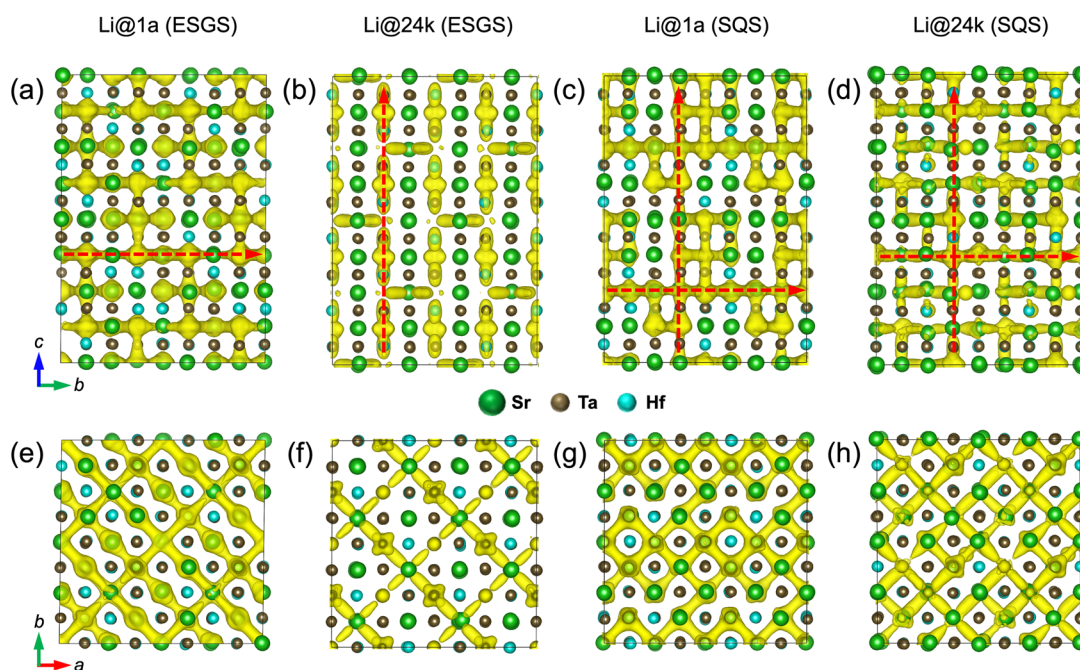 Li@1a (ESGS) Li@24k (ESGS) Li@1a (SQS) Li@24k (SQS)
(a) (b) (c) (d)
c
b
Sr Ta Hf
(e) (f) (g) (h)
b
a